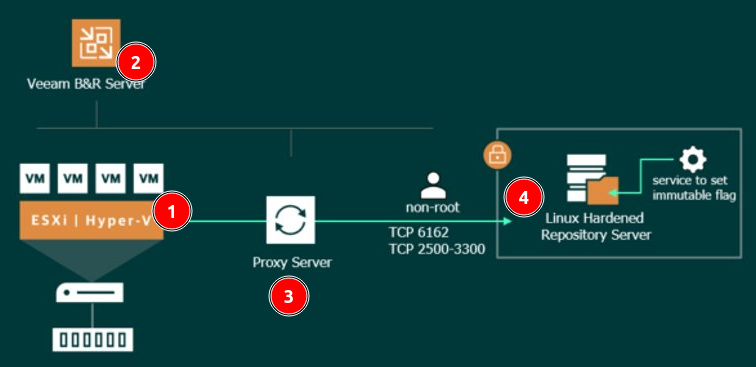 2
Veeam B&R Server
VM VM VM VM
ESXi | Hyper-V
1
Proxy Server
3
non-root
TCP 6162
TCP 2500-3300
4
Linux Hardened
Repository Server
service to set
immutable flag